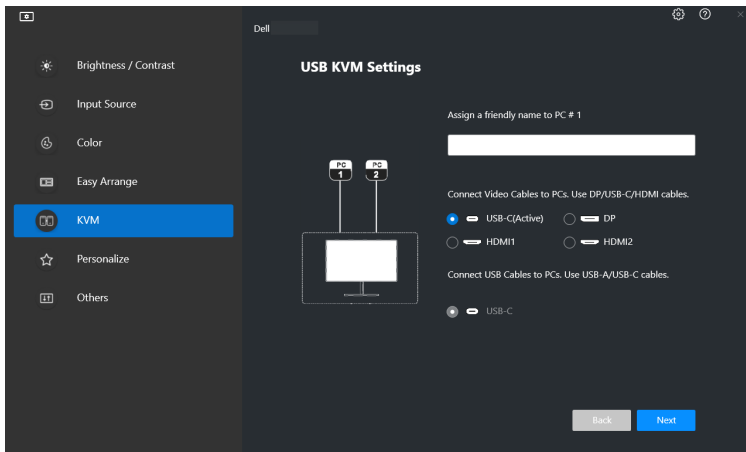 Dell
Brightness / Contrast
Input Source
Color
Easy Arrange
KVM
Personalize
Others
USB KVM Settings
PC 1
PC 2
Assign a friendly name to PC # 1
Connect Video Cables to PCs. Use DP/USB-C/HDMI cables.
USB-C(Active) DP
HDMI1 HDMI2
Connect USB Cables to PCs. Use USB-A/USB-C cables.
USB-C
Back Next